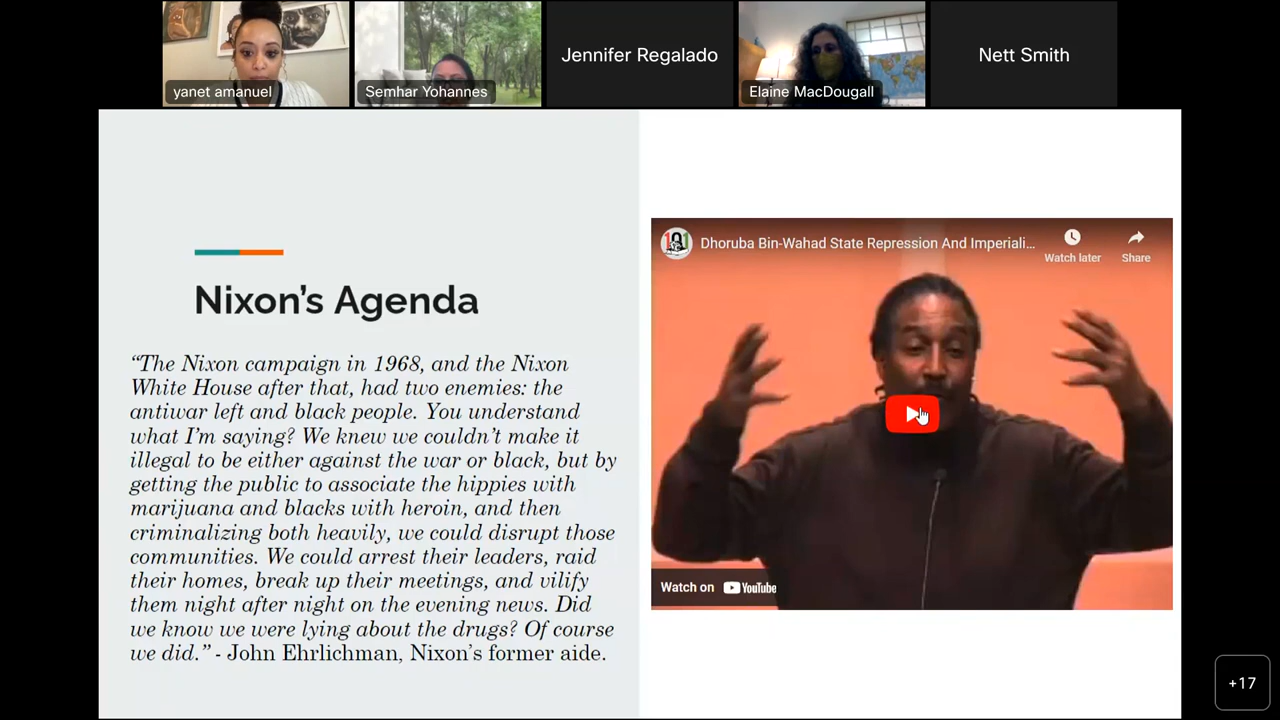 yanet amanuel
Semhar Yohannes
Jennifer Regalado
Elaine MacDougall
Nett Smith
Nixon's Agenda
“The Nixon campaign in 1968, and the Nixon
White House after that, had two enemies: the
antiwar left and black people. You understand
what I'm saying? We knew we couldn't make it
illegal to be either against the war or black, but by
getting the public to associate the hippies with
marijuana and blacks with heroin, and then
criminalizing both heavily, we could disrupt those
communities. We could arrest their leaders, raid
their homes, break up their meetings, and vilify
them night after night on the evening news. Did
we know we were lying about the drugs? Of course
we did.” - John Ehrlichman, Nixon's former aide.
Dhoruba Bin-Wahad State Repression And Imperiali...
Watch later
Share
Watch on YouTube
+17